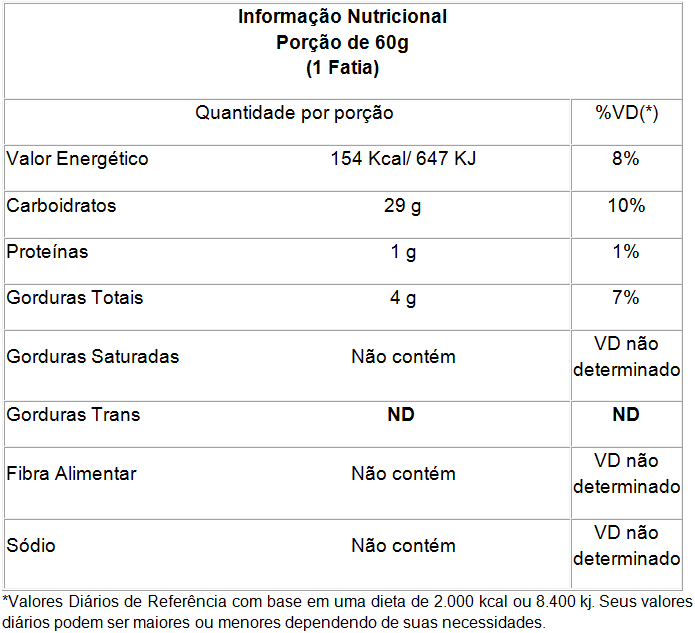 Informação Nutricional
Porção de 60g
(1 Fatia)
Quantidade por porção %VD(*)
Valor Energético 154 Kcal/ 647 KJ 8%
Carboidratos 29 g 10%
Proteínas 1 g 1%
Gorduras Totais 4 g 7%
Gorduras Saturadas Não contém VD não
determinado
Gorduras Trans ND ND
Fibra Alimentar Não contém VD não
determinado
Sódio Não contém VD não
determinado
*Valores Diários de Referência com base em uma dieta de 2.000 kcal ou 8.400 kj. Seus valores
diários podem ser maiores ou menores dependendo de suas necessidades.